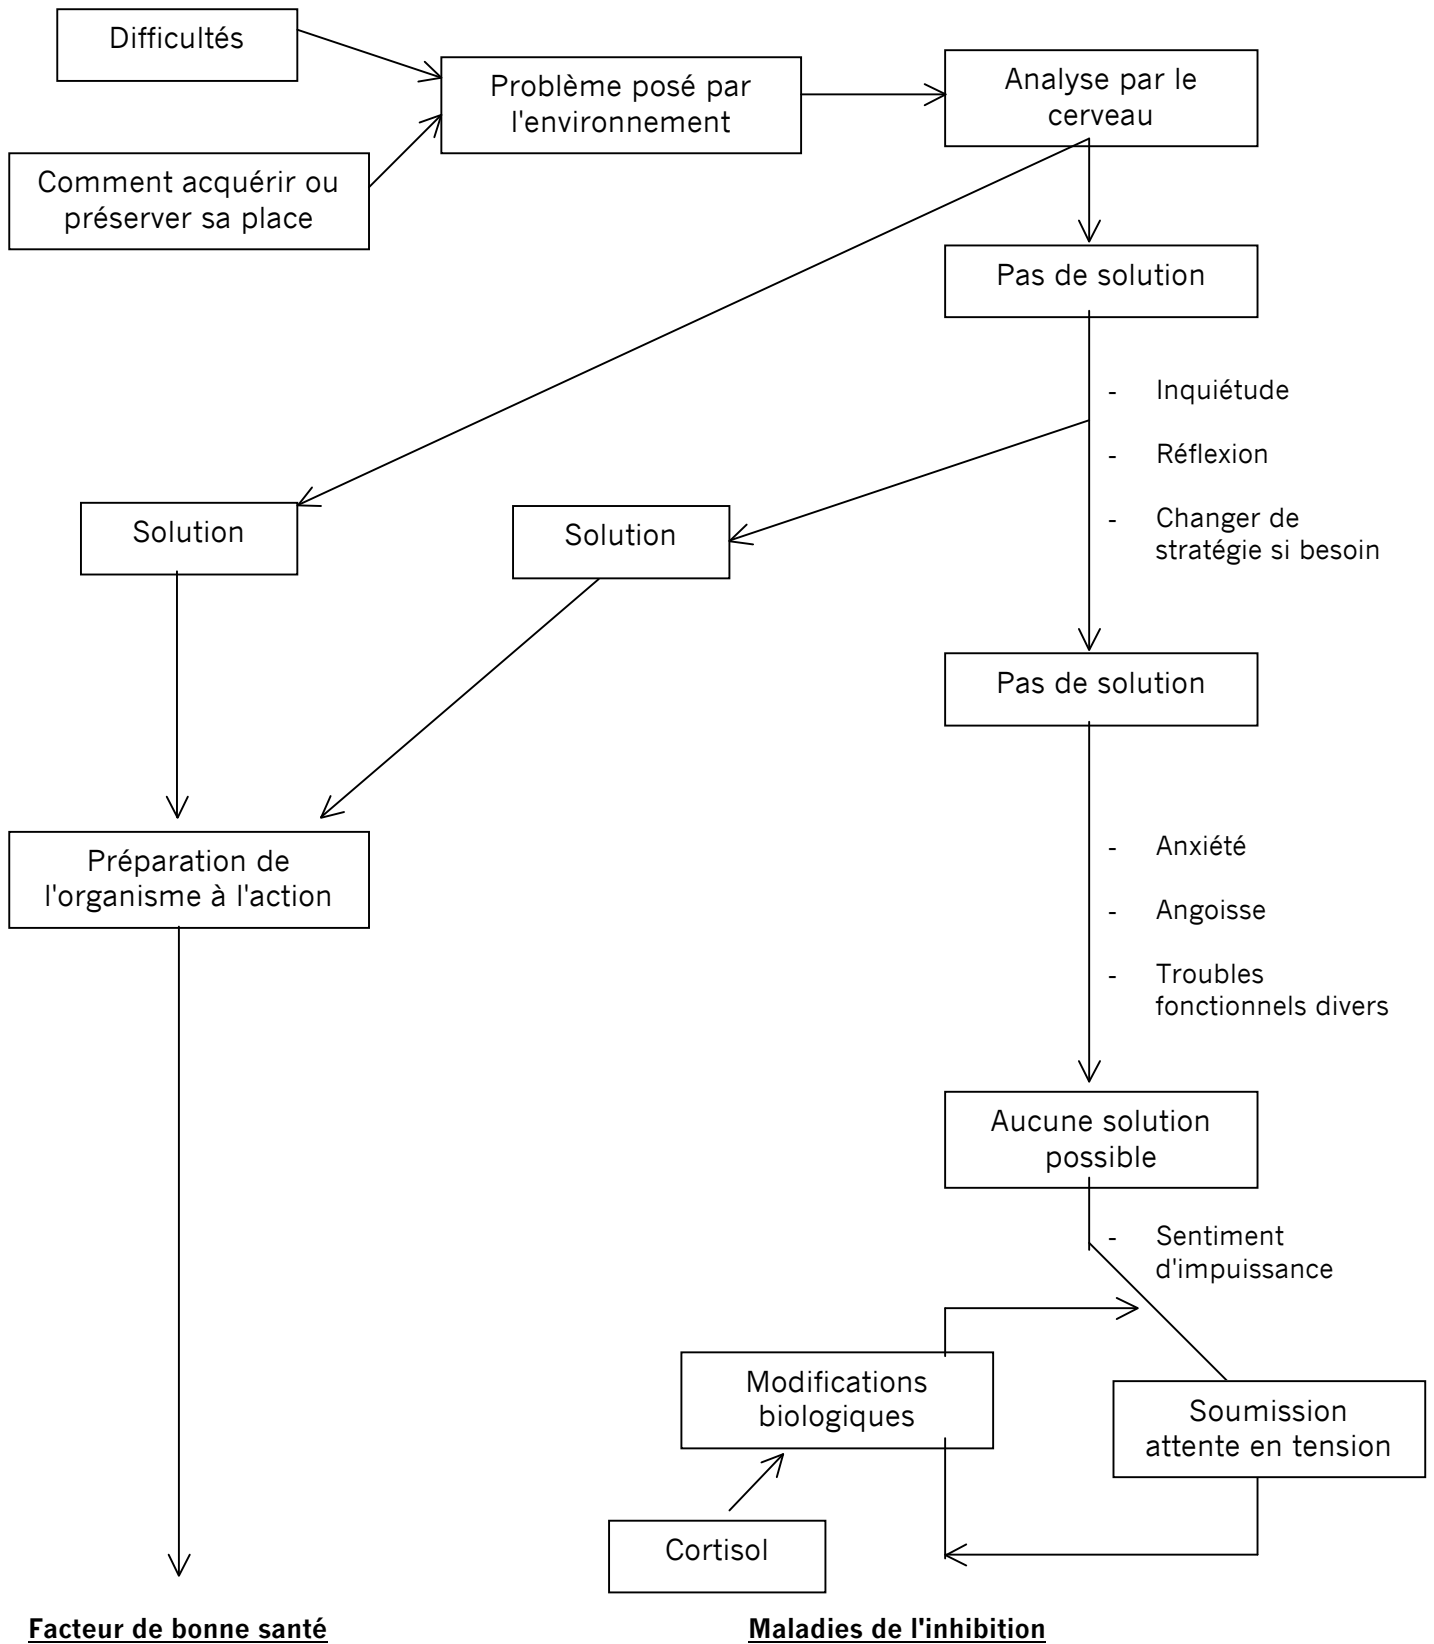 Difficultés
Problème posé par
l'environnement
Analyse par le
cerveau
Comment acquérir ou
préserver sa place
Pas de solution
- Inquiétude
- Réflexion
- Changer de
stratégie si besoin
Solution
Solution
Pas de solution
Préparation de
l'organisme à l'action
- Anxiété
- Angoisse
- Troubles
fonctionnels divers
Aucune solution
possible
- Sentiment
d'impuissance
Modifications
biologiques
Soumission
attente en tension
Cortisol
Facteur de bonne santé
Maladies de l'inhibition